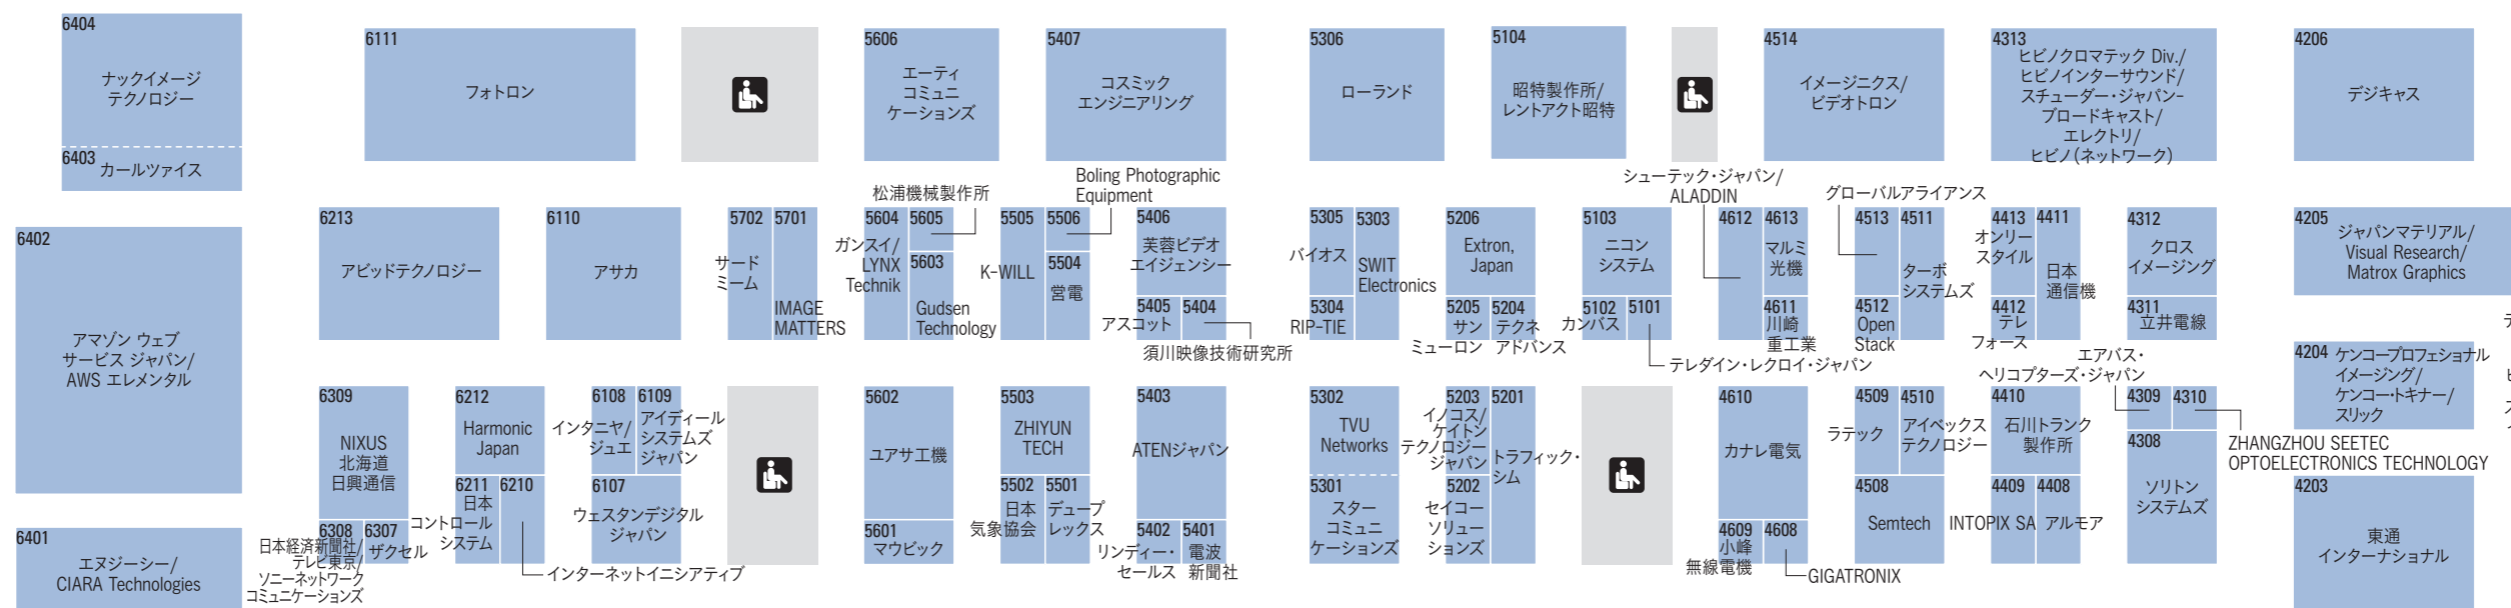 6404
ナックイメージ
テクノロジー
6403
カールツァイス
6111
フォトロン
5606
エーティ
コミュニ
ケーションズ
5407
コスミック
エンジニアリング
5306
ローランド
5104
昭特製作所/
レントアクト昭特
4514
イメージニクス/
ビデオトロン
4313
ヒビノクロマテック Div./
ヒビノインターサウンド/
スチューダー・ジャパン-
ブロードキャスト/
エレクトリ/
ヒビノ(ネットワーク)
4206
デジキャス
6402
アマゾン ウェブ
サービス ジャパン/
AWS エレメンタル
6213
アビッドテクノロジー
6110
アサカ
5702
サード
ミーム
5701
IMAGE
MATTERS
5604
ガンスイ/
LYNX
Technik
松浦機械製作所
5605
5603
Gudsen
Technology
5505
K-WILL
Boling Photographic
Equipment
5506
5504
営電
5406
芙蓉ビデオ
エイジェンシー
5405
アスコット
5404
須川映像技術研究所
5305
バイオス
5304
RIP-TIE
5303
SWIT
Electronics
5206
Extron,
Japan
5205
サン
ミューロン
5204
テクネ
アドバンス
5103
ニコン
システム
5102
カンバス
5101
テレダイン・レクロイ・ジャパン
シューテック・ジャパン/
ALADDIN
4612
4613
マルミ
光機
4611
川崎
重工業
グローバルアライアンス
4513
4511
ターボ
システムズ
4512
Open
Stack
4413
オンリー
スタイル
4411
日本
通信機
4412
テレ
フォース
4312
クロス
イメージング
4311
立井電線
4205
ジャパンマテリアル/
Visual Research/
Matrox Graphics
4204
ケンコープロフェショナル
イメージング/
ケンコー・トキナー/
スリック
6401
エヌジーシー/
CIARA Technologies
6309
NIXUS
北海道
日興通信
6308
日本経済新聞社/
テレビ東京/
ソニーネットワーク
コミュニケーションズ
6307
ザクセル
6212
Harmonic
Japan
6211
日本
コントロール
システム
6210
インターネットイニシアティブ
6108
インタニヤ/
ジュエ
6109
アイディール
システムズ
ジャパン
6107
ウェスタンデジタル
ジャパン
5602
ユアサ工機
5601
マウビック
5503
ZHIYUN
TECH
5502
日本
気象協会
5501
デュープ
レックス
5403
ATENジャパン
5402
リンディー・
セールス
5401
電波
新聞社
5302
TVU
Networks
5301
スター
コミュニ
ケーションズ
5203
イノコス/
ケイトン
テクノロジー
ジャパン
5201
トラフィック・
シム
5202
セイコー
ソリュー
ションズ
4610
カナレ電気
4609
小峰
無線電機
4608
GIGATRONIX
4509
ラテック
4510
アイベックス
テクノロジー
4508
Semtech
4410
石川トランク
製作所
4409
INTOPIX SA
4408
アルモア
エアバス・
ヘリコプターズ・ジャパン
4309
4310
ZHANGZHOU SEETEC
OPTOELECTRONICS TECHNOLOGY
4308
ソリトン
システムズ
4203
東通
インターナショナル